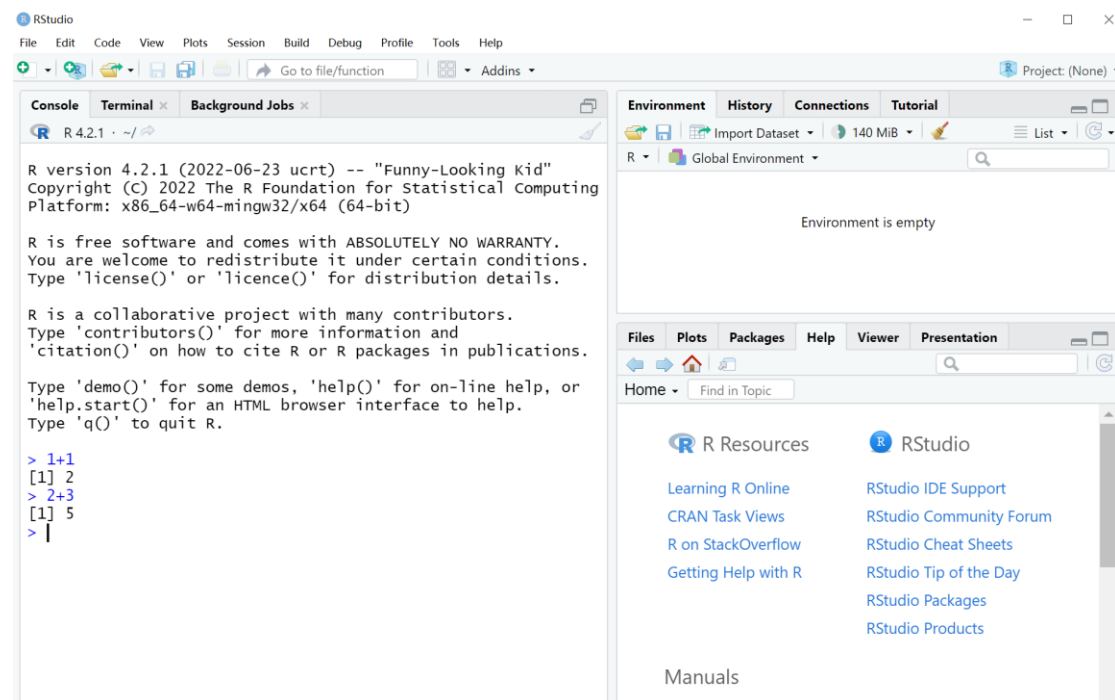 RStudio
File Edit Code View Plots Session Build Debug Profile Tools Help
Go to file/function Addins Project: (None)
Console Terminal Background Jobs
R 4.2.1 · ~/
R version 4.2.1 (2022-06-23 ucrt) -- "Funny-Looking Kid"
Copyright (C) 2022 The R Foundation for Statistical Computing
Platform: x86_64-w64-mingw32/x64 (64-bit)
R is free software and comes with ABSOLUTELY NO WARRANTY.
You are welcome to redistribute it under certain conditions.
Type 'license()' or 'licence()' for distribution details.
R is a collaborative project with many contributors.
Type 'contributors()' for more information and
'citation()' on how to cite R or R packages in publications.
Type 'demo()' for some demos, 'help()' for on-line help, or
'help.start()' for an HTML browser interface to help.
Type 'q()' to quit R.
> 1+1
[1] 2
> 2+3
[1] 5
>
Environment History Connections Tutorial
Import Dataset 140 MiB List
R Global Environment
Environment is empty
Files Plots Packages Help Viewer Presentation
Home Find in Topic
R Resources
Learning R Online
CRAN Task Views
R on StackOverflow
Getting Help with R
RStudio
RStudio IDE Support
RStudio Community Forum
RStudio Cheat Sheets
RStudio Tip of the Day
RStudio Packages
RStudio Products
Manuals